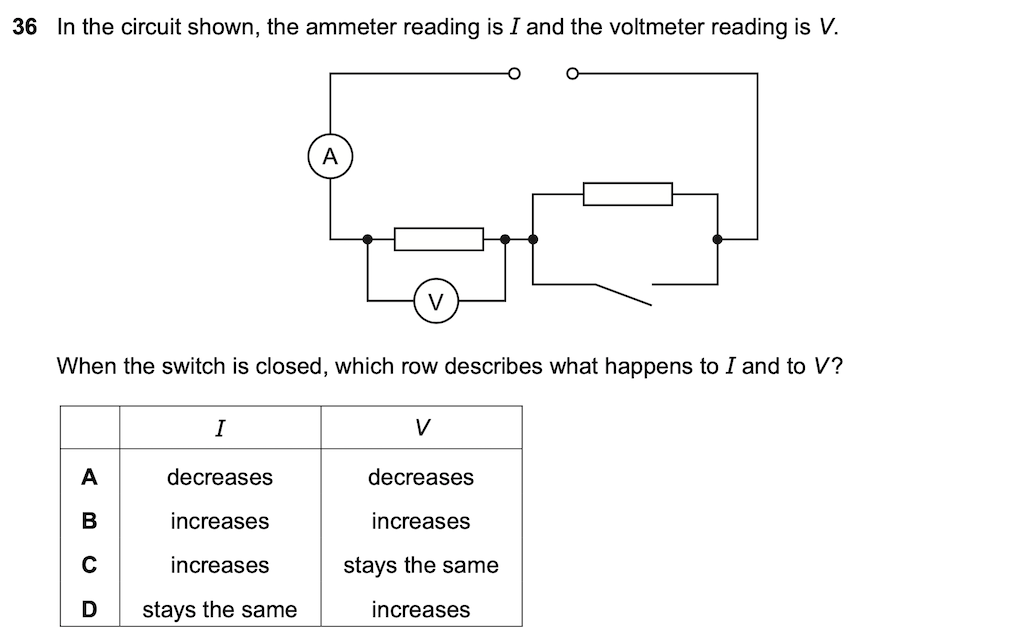 36 In the circuit shown, the ammeter reading is I and the voltmeter reading is V.
A
V
When the switch is closed, which row describes what happens to I and to V?
I V
A decreases decreases
B increases increases
C increases stays the same
D stays the same increases